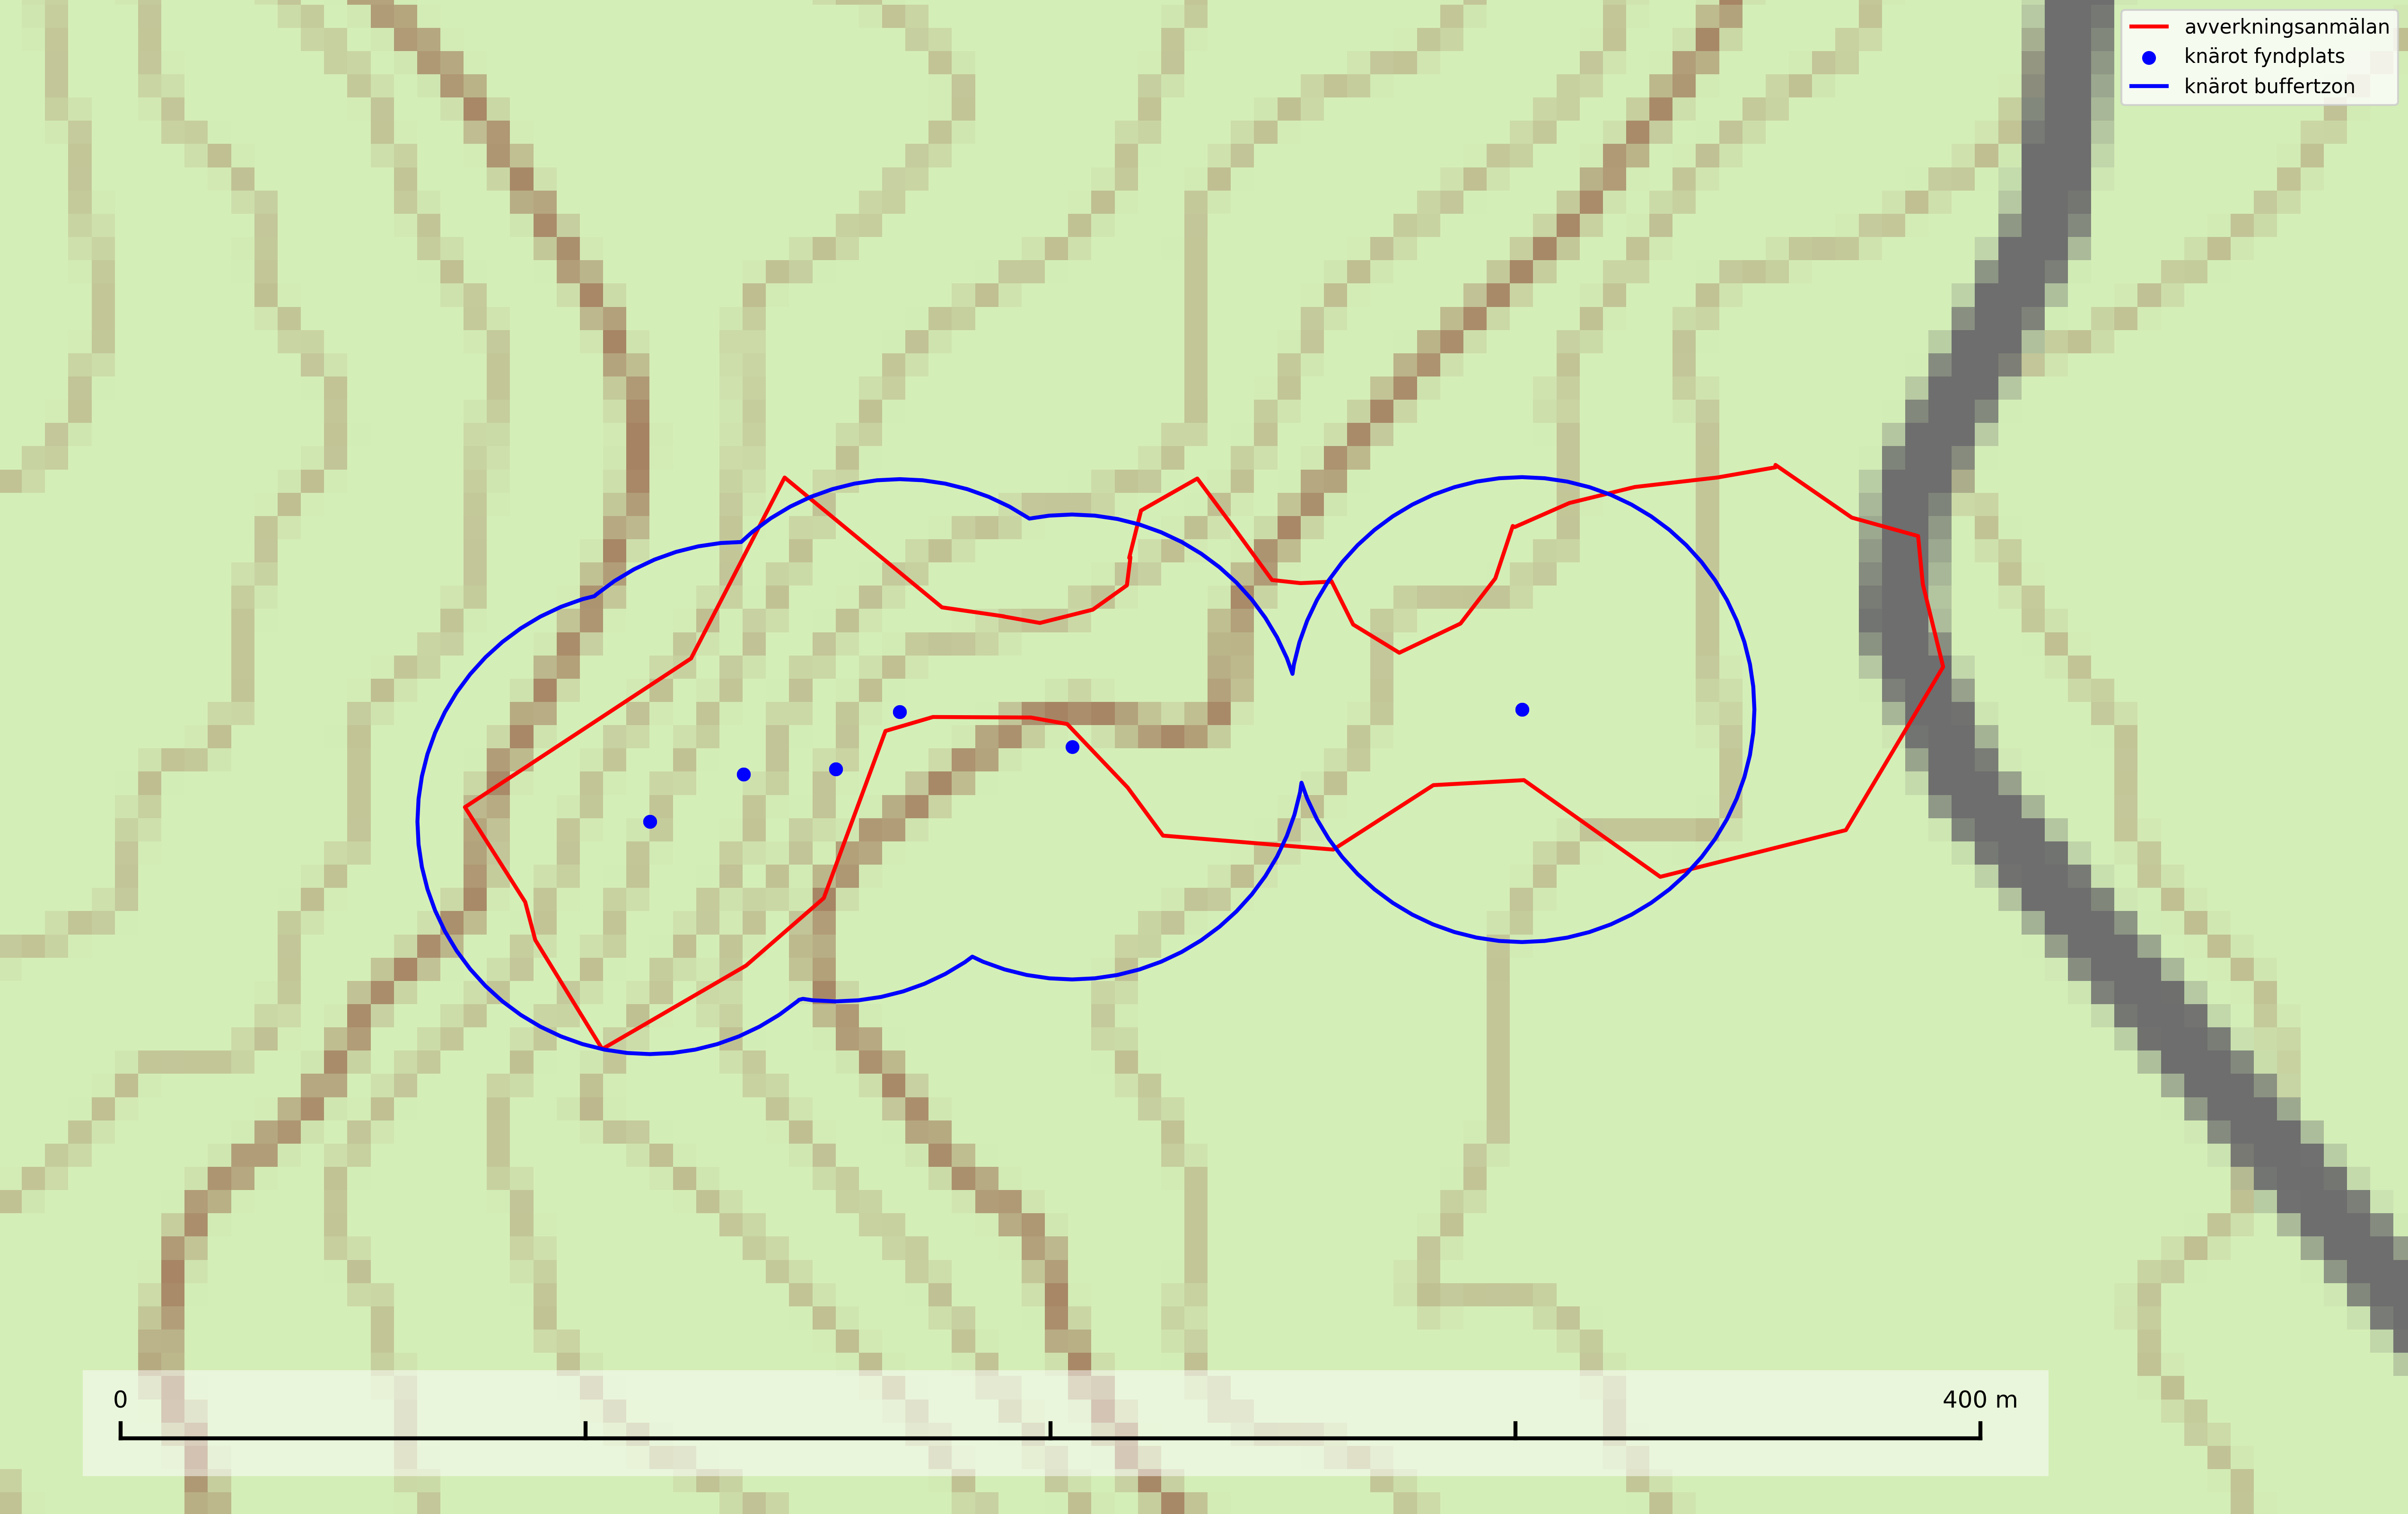 avverkningsanmälan
knärot fyndplats
knärot buffertzon
0
400 m